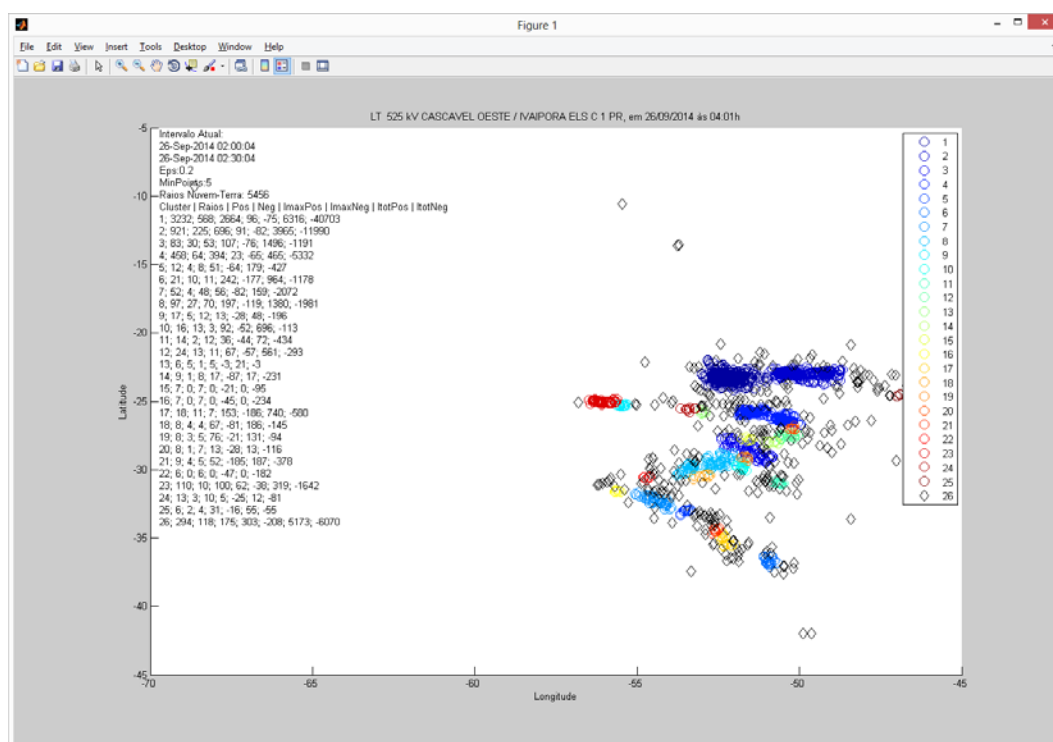 Figure 1
File Edit View Insert Tools Desktop Window Help
LT 525 kV CASCAVEL OESTE / IVAIPORA ELS C 1 PR, em 26/09/2014 ás 04:01h
Intervalo Atual:
26-Sep-2014 02:00:04
26-Sep-2014 02:30:04
Eps:0.2
MinPoints:5
Raios Nuvem-Terra: 5456
Cluster | Raios | Pos | Neg | ImaxPos | ImaxNeg | ItotPos | ItotNeg
1; 3232; 568; 2664; 96; -75; 6316; -40703
2; 921; 225; 696; 91; -82; 3965; -11990
3; 83; 30; 53; 107; -76; 1496; -1191
4; 458; 64; 394; 23; -65; 465; -5332
5; 12; 4; 8; 51; -64; 179; -427
6; 21; 10; 11; 242; -177; 964; -1178
7; 52; 4; 48; 56; -82; 159; -2072
8; 97; 27; 70; 197; -119; 1380; -1981
9; 17; 5; 12; 13; -28; 48; -196
10; 16; 13; 3; 92; -52; 696; -113
11; 14; 2; 12; 36; -44; 72; -434
12; 24; 13; 11; 67; -57; 561; -293
13; 6; 5; 1; 5; -3; 21; -3
14; 9; 1; 8; 17; -87; 17; -231
15; 7; 0; 7; 0; -21; 0; -95
16; 7; 0; 7; 0; -45; 0; -234
17; 18; 11; 7; 153; -186; 740; -580
18; 8; 4; 4; 67; -81; 186; -145
19; 8; 3; 5; 76; -21; 131; -94
20; 8; 1; 7; 13; -28; 13; -116
21; 9; 4; 5; 52; -185; 187; -378
22; 6; 0; 6; 0; -47; 0; -182
23; 110; 10; 100; 62; -38; 319; -1642
24; 13; 3; 10; 5; -25; 12; -81
25; 6; 2; 4; 31; -16; 55; -55
26; 294; 118; 175; 303; -208; 5173; -6070
1
2
3
4
5
6
7
8
9
10
11
12
13
14
15
16
17
18
19
20
21
22
23
24
25
26
-5
-10
-15
-20
-25
-30
-35
-40
-45
Latitude
-70 -65 -60 -55 -50 -45
Longitude